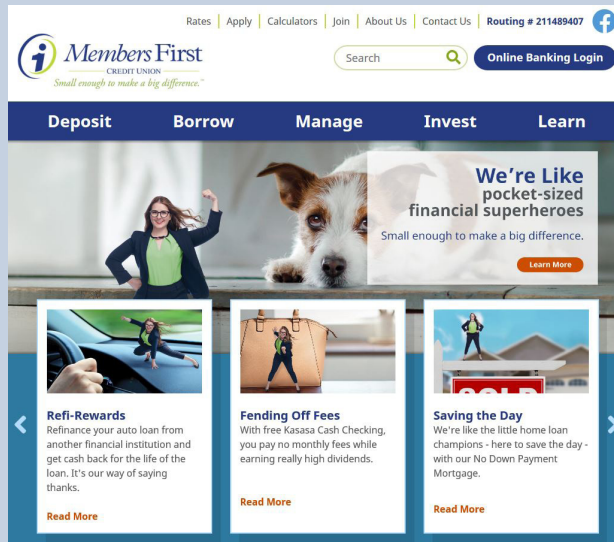 Rates Apply Calculators Join About Us Contact Us Routing # 211489407
Members First
CREDIT UNION
Small enough to make a big difference.™
Search
Online Banking Login
Deposit Borrow Manage Invest Learn
We're Like
pocket-sized
financial superheroes
Small enough to make a big difference.
Learn More
Refi-Rewards
Refinance your auto loan from
another financial institution and
get cash back for the life of the
loan. It's our way of saying
thanks.
Read More
Fending Off Fees
With free Kasasa Cash Checking,
you pay no monthly fees while
earning really high dividends.
Read More
SOLD
Saving the Day
We're like the little home loan
champions - here to save the day -
with our No Down Payment
Mortgage.
Read More